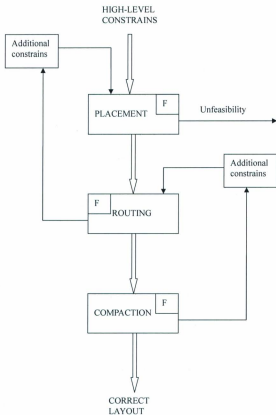 HIGH-LEVEL
CONSTRAINS
Additional
constrains
F
PLACEMENT
Unfeasibility
Additional
constrains
F
ROUTING
F
COMPACTION
CORRECT
LAYOUT